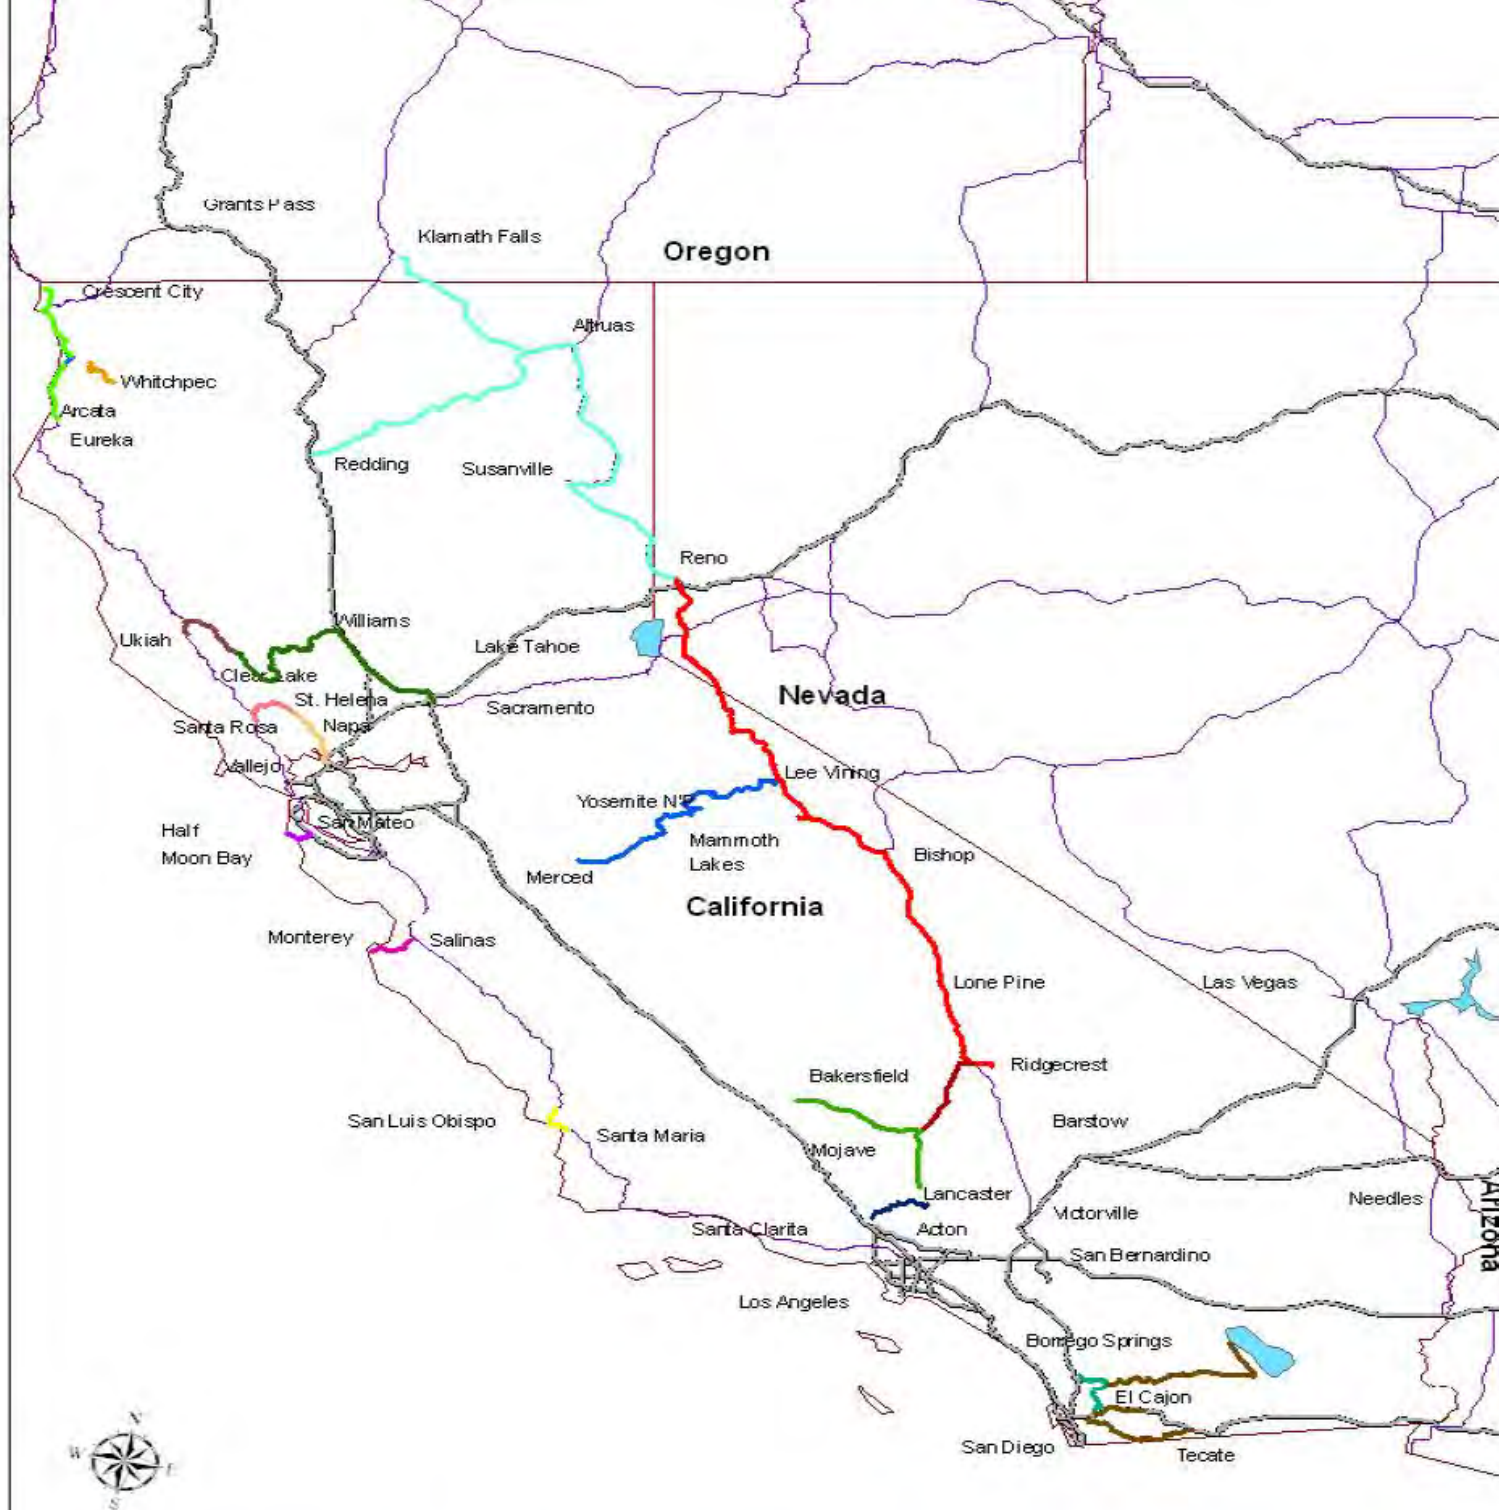 Grants Pass
Klamath Falls
Oregon
Crescent City
Altruas
Whitchpec
Arcata
Eureka
Redding
Susanville
Reno
Williams
Ukiah
Lake Tahoe
Clear Lake
St. Helena
Nevada
Sacramento
Santa Rosa
Napa
Vallejo
Lee Vining
Yosemite N'P
San Mateo
Half
Moon Bay
Mammoth
Lakes
Bishop
Merced
California
Monterey
Salinas
Lone Pine
Las Vegas
Ridgecrest
Bakersfield
San Luis Obispo
Santa Maria
Barstow
Mojave
Lancaster
Needles
Arizona
Victorville
Santa Clarita
Acton
San Bernardino
Los Angeles
Borrego Springs
El Cajon
San Diego
Tecate
N
W
E
S